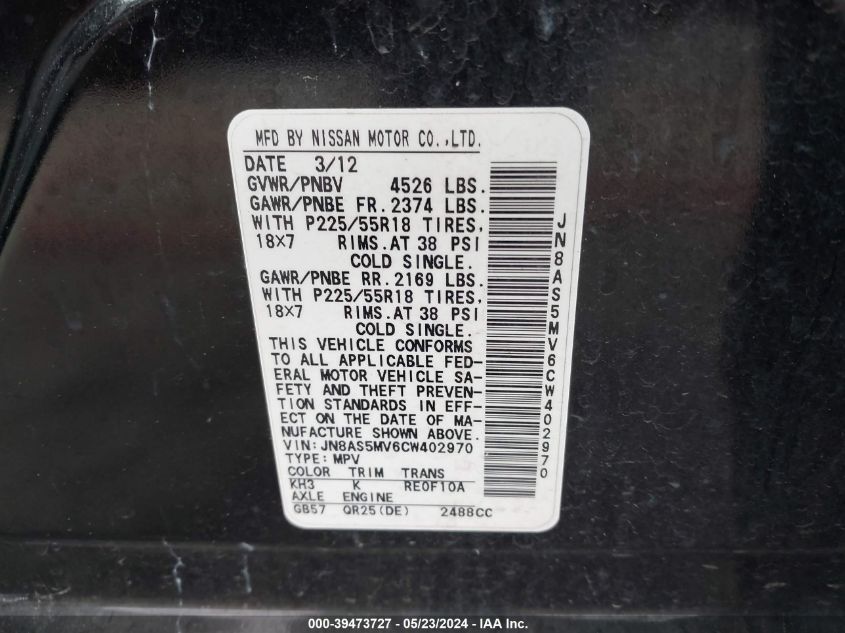 MFD BY NISSAN MOTOR CO.,LTD.
DATE 3/12
GVWR/PNBV 4526 LBS.
GAWR/PNBE FR.2374 LBS.
WITH P225/55R18 TIRES,
18X7 RIMS.AT 38 PSI
COLD SINGLE.
GAWR/PNBE RR.2169 LBS.
WITH P225/55R18 TIRES,
18X7 RIMS.AT 38 PSI
COLD SINGLE.
THIS VEHICLE CONFORMS
TO ALL APPLICABLE FED-
ERAL MOTOR VEHICLE SA-
FETY AND THEFT PREVEN-
TION STANDARDS IN EFF-
ECT ON THE DATE OF MA-
NUFACTURE SHOWN ABOVE.
VIN:JN8AS5MV6CW402970
TYPE:MPV
COLOR TRIM TRANS
KH3 K RE0F10A
AXLE ENGINE
GB57 QR25(DE) 2488CC
JN8AS5MV6CW402970
000-39473727 - 05/23/2024 - IAA Inc.